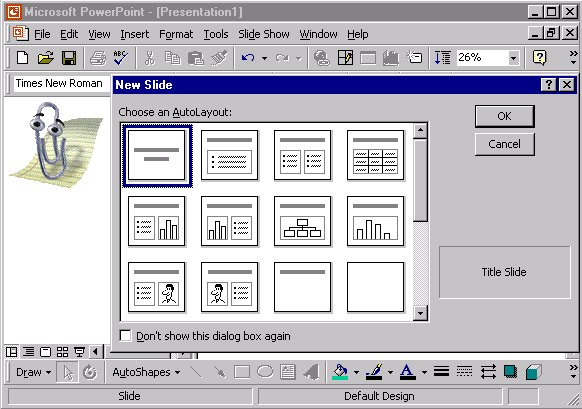 Microsoft PowerPoint - [Presentation1]
File Edit View Insert Format Tools Slide Show Window Help
ABC 26% ?
Times New Roman
New Slide ?
Choose an AutoLayout:
OK
Cancel
Title Slide
Don't show this dialog box again
Draw AutoShapes A A
Slide Default Design